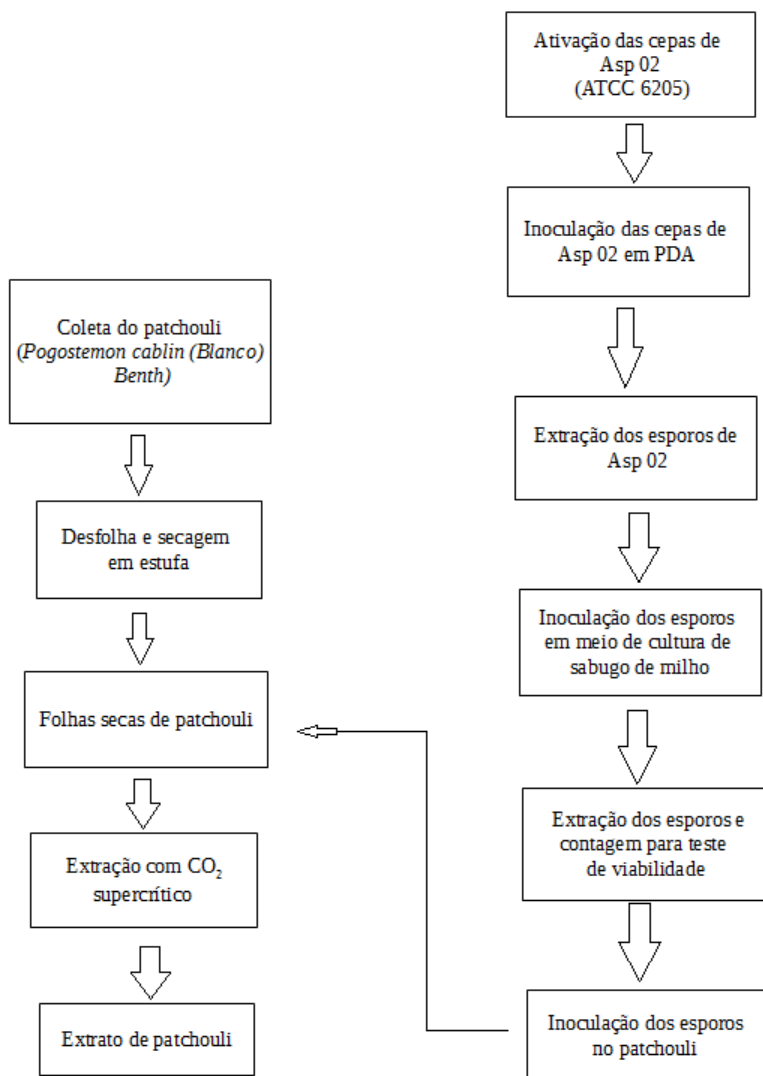 Ativação das cepas de
Asp 02
(ATCC 6205)
Inoculação das cepas de
Asp 02 em PDA
Extração dos esporos de
Asp 02
Inoculação dos esporos
em meio de cultura de
sabugo de milho
Extração dos esporos e
contagem para teste
de viabilidade
Inoculação dos esporos
no patchouli
Coleta do patchouli
(Pogostemon cablin (Blanco)
Benth)
Desfolha e secagem
em estufa
Folhas secas de patchouli
Extração com CO₂
supercrítico
Extrato de patchouli